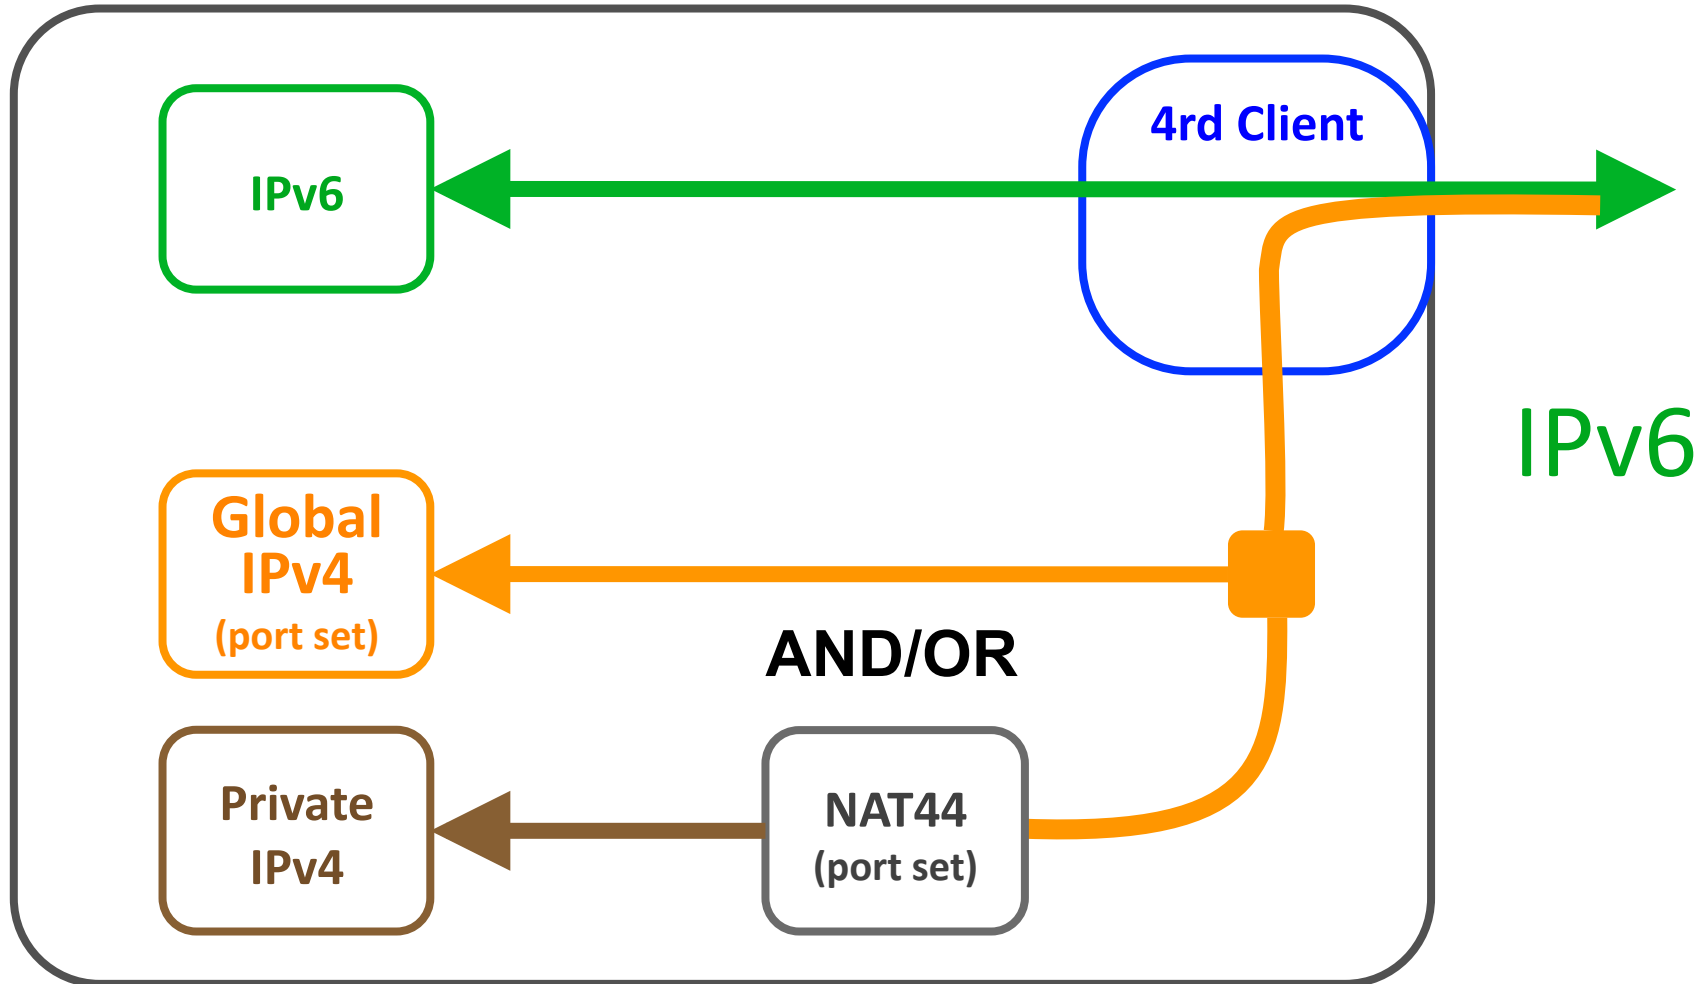 4rd Client
IPv6
IPv6
Global
IPv4
(port set)
AND/OR
Private
IPv4
NAT44
(port set)